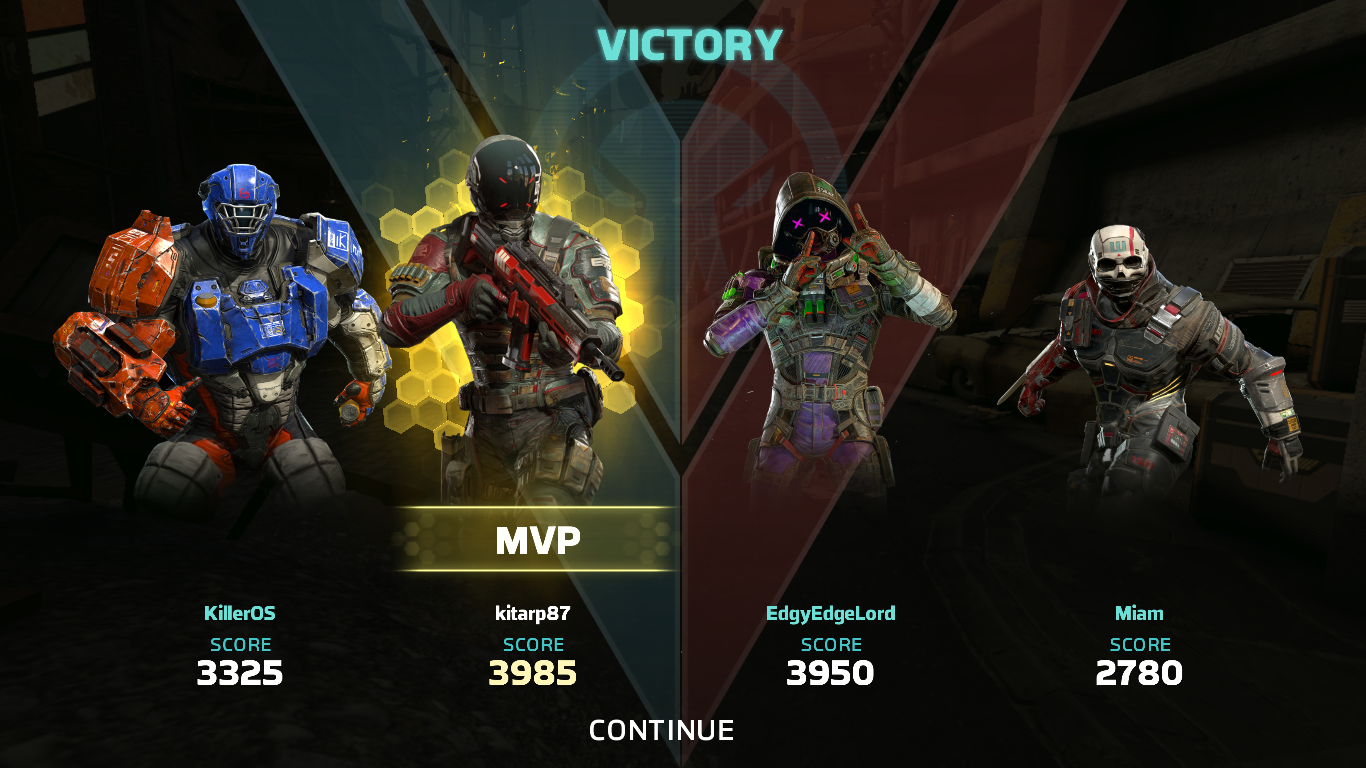 VICTORY
MVP
KillerOS
SCORE
3325
kitarp87
SCORE
3985
EdgyEdgeLord
SCORE
3950
Miam
SCORE
2780
CONTINUE